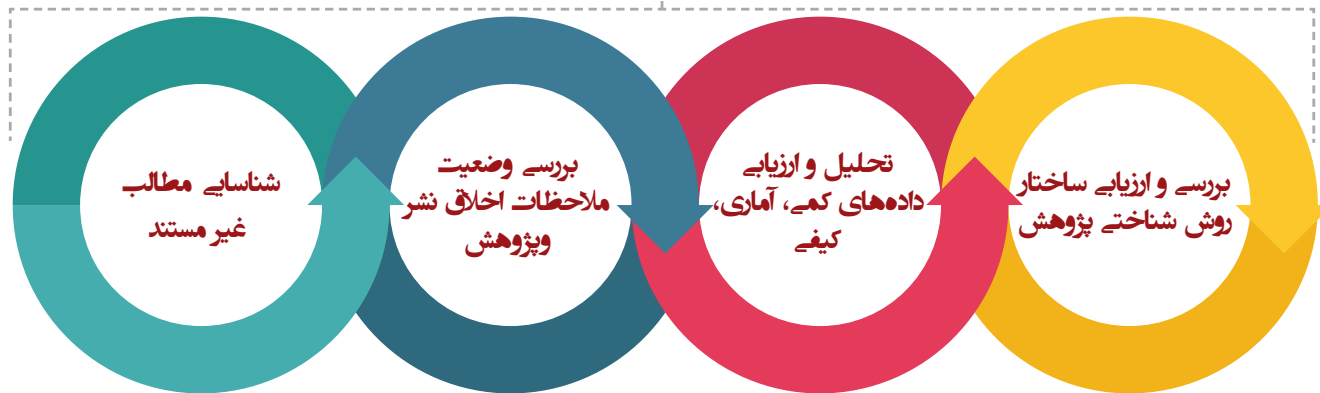 بررسی و ارزیابی ساختار
روش شناختی پژوهش
تحلیل و ارزیابی
داده‌های کمی، آماری،
کیفی
بررسی وضعیت
ملاحظات اخلاق نشر
وپژوهش
شناسایی مطالب
غیر مستند